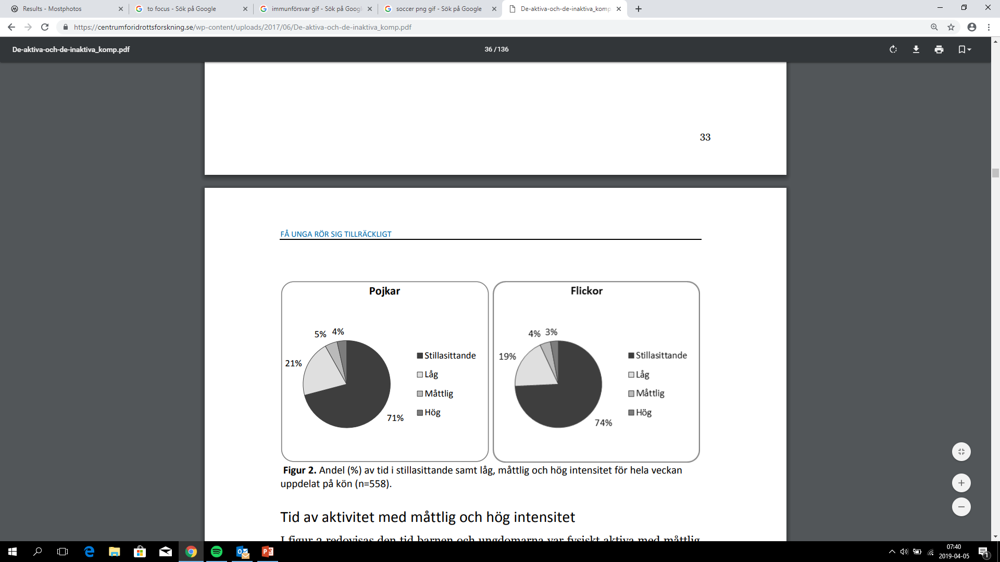 Results - Mostphotos
to focus - Sök på Google
immunförsvar gif - Sök på Googl
soccer png gif - Sök på Google
De-aktiva-och-de-inaktiva_komp
https://centrumforidrottsforskning.se/wp-content/uploads/2017/06/De-aktiva-och-de-inaktiva_komp.pdf
De-aktiva-och-de-inaktiva_komp.pdf
36 / 136
33
FÅ UNGA RÖR SIG TILLRÄCKLIGT
Pojkar
5% 4%
21%
71%
Stillasittande
Låg
Måttlig
Hög
Flickor
4% 3%
19%
74%
Stillasittande
Låg
Måttlig
Hög
Figur 2. Andel (%) av tid i stillasittande samt låg, måttlig och hög intensitet för hela veckan
uppdelat på kön (n=558).
Tid av aktivitet med måttlig och hög intensitet
I figur 3 redovisas den tid barnen och ungdomarna var fysiskt aktiva med måttlig
07:40
2019-04-05
1